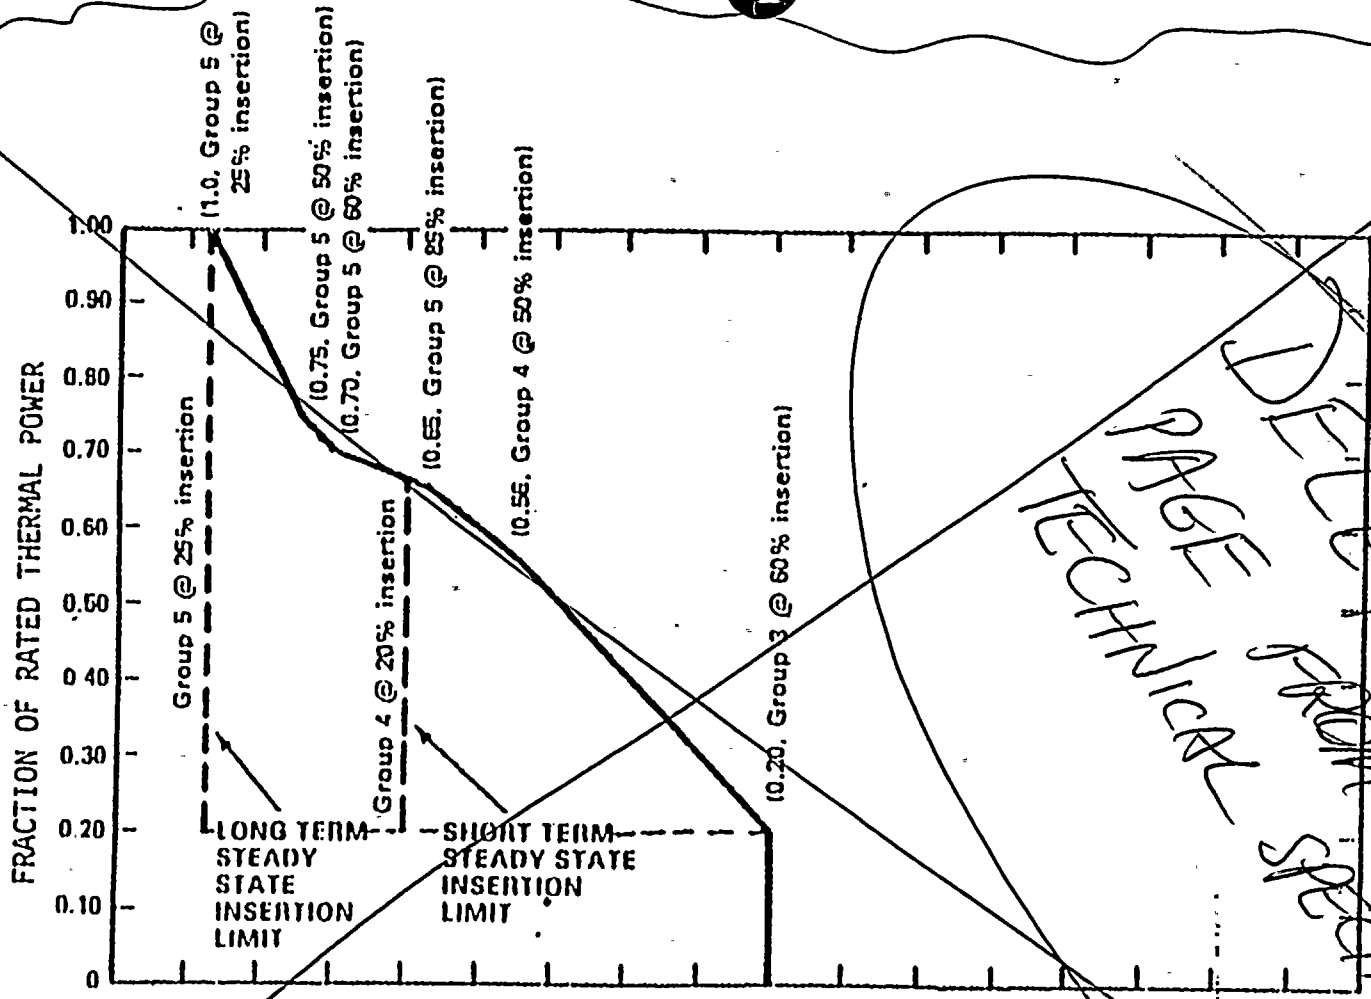 (1.0, Group 5 @
25% insertion)
(0.75, Group 5 @ 50% insertion)
(0.70, Group 5 @ 60% insertion)
(0.65, Group 5 @ 85% insertion)
(0.56, Group 4 @ 50% insertion)
(0.20, Group 3 @ 60% insertion)
FRACTION OF RATED THERMAL POWER
1.00
0.90
0.80
0.70
0.60
0.50
0.40
0.30
0.20
0.10
0
Group 5 @ 25% insertion
Group 4 @ 20% insertion
LONG TERM
STEADY
STATE
INSERTION
LIMIT
SHORT TERM
STEADY STATE
INSERTION
LIMIT
PAGE FROM
TECHNICAL